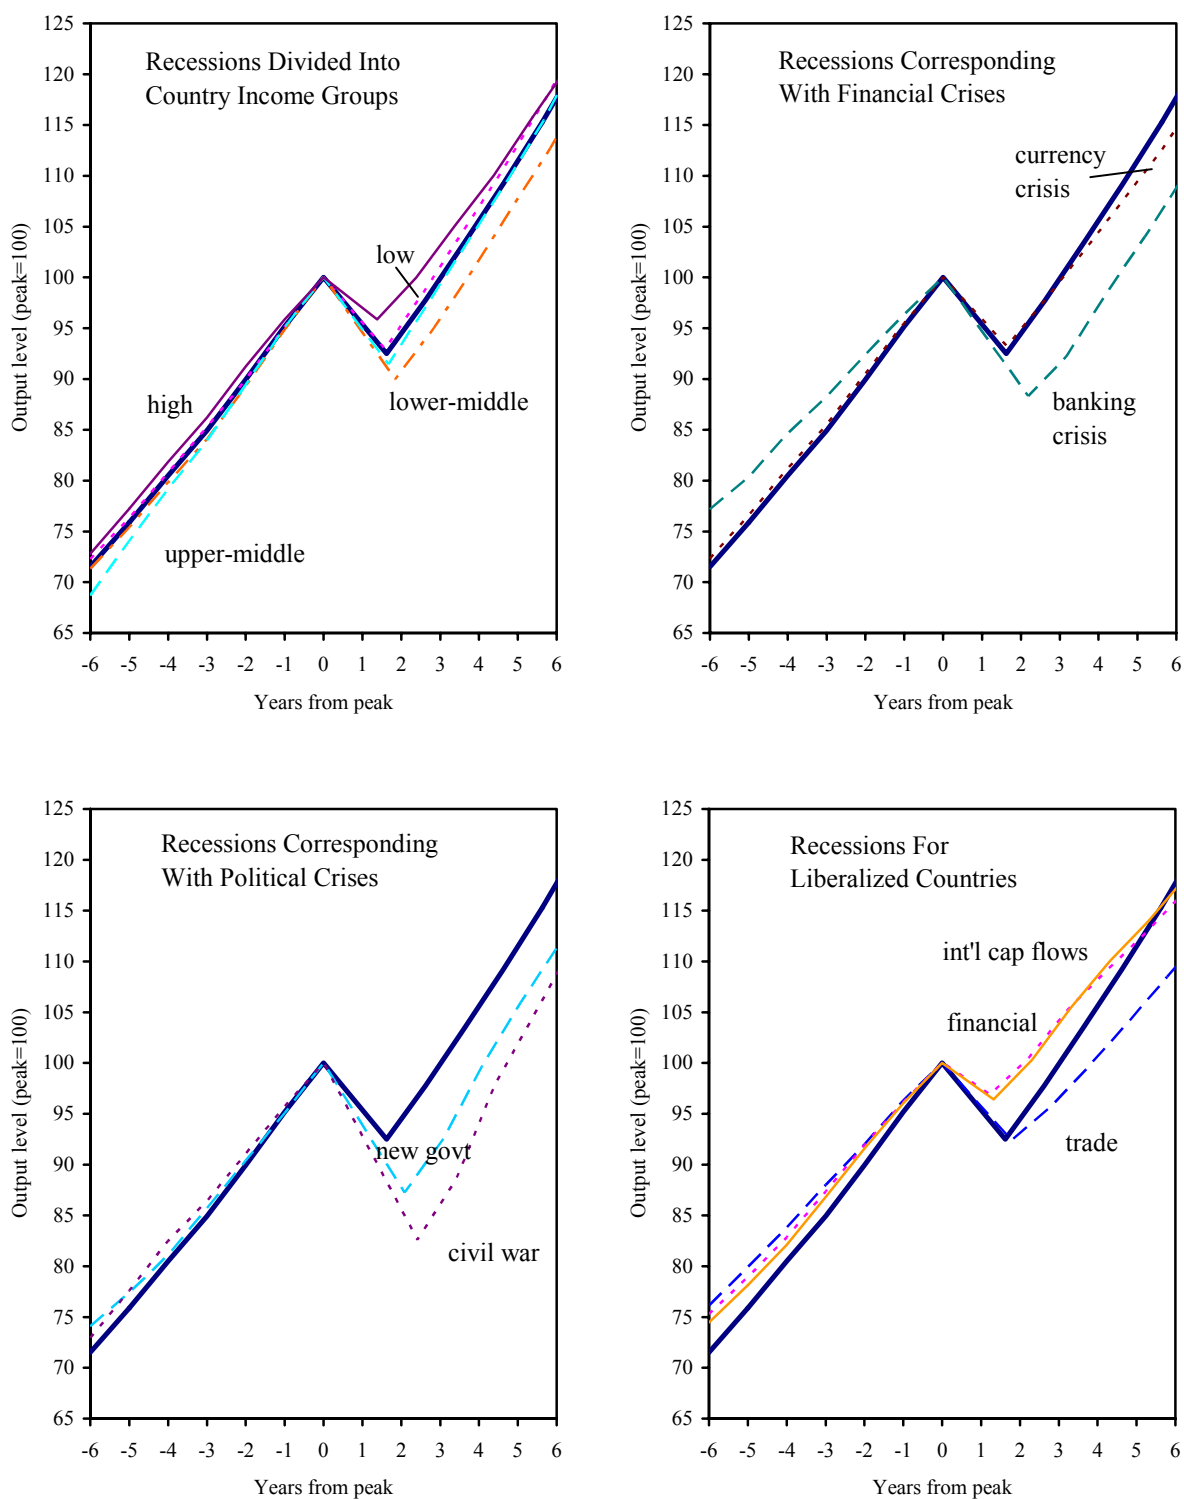 Recessions Divided Into
Country Income Groups
Output level (peak=100)
125
120
115
110
105
100
95
90
85
80
75
70
65
low
high
lower-middle
upper-middle
-6 -5 -4 -3 -2 -1 0 1 2 3 4 5 6
Years from peak
Recessions Corresponding
With Financial Crises
Output level (peak=100)
125
120
115
110
105
100
95
90
85
80
75
70
65
currency
crisis
banking
crisis
-6 -5 -4 -3 -2 -1 0 1 2 3 4 5 6
Years from peak
Recessions Corresponding
With Political Crises
Output level (peak=100)
125
120
115
110
105
100
95
90
85
80
75
70
65
new govt
civil war
-6 -5 -4 -3 -2 -1 0 1 2 3 4 5 6
Years from peak
Recessions For
Liberalized Countries
Output level (peak=100)
125
120
115
110
105
100
95
90
85
80
75
70
65
int'l cap flows
financial
trade
-6 -5 -4 -3 -2 -1 0 1 2 3 4 5 6
Years from peak